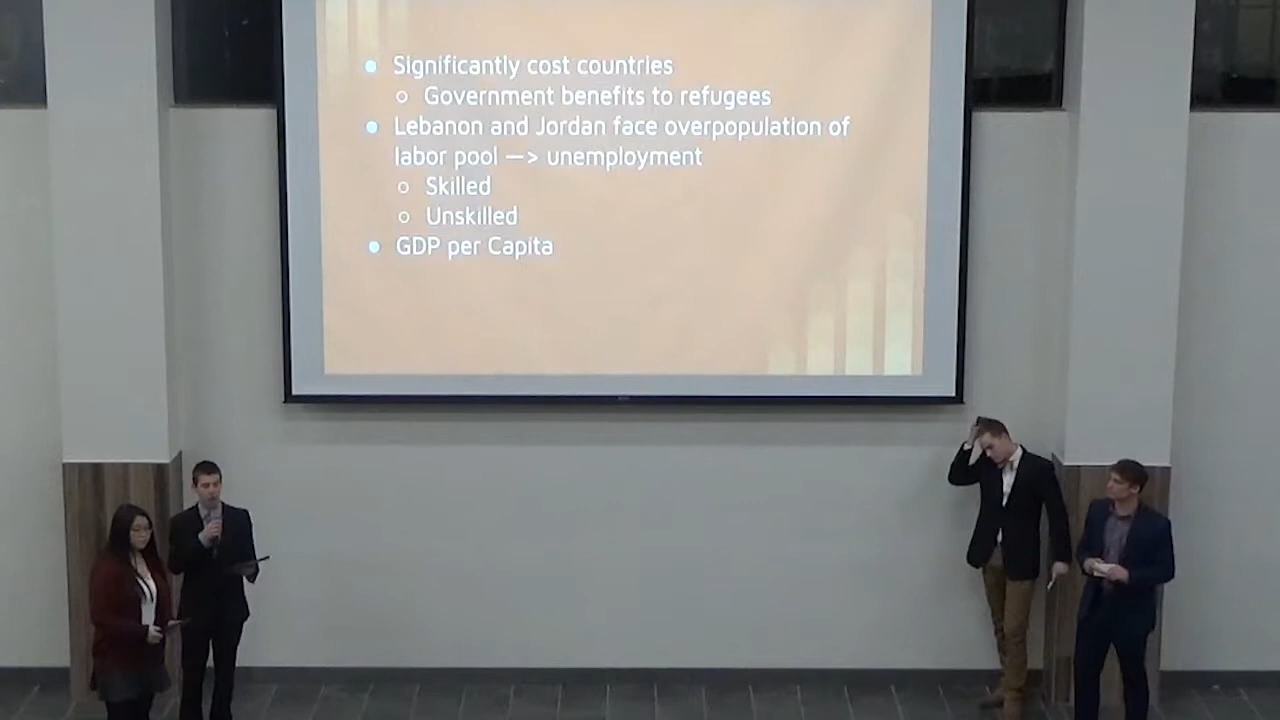 ● Significantly cost countries
○ Government benefits to refugees
● Lebanon and Jordan face overpopulation of
labor pool —> unemployment
○ Skilled
○ Unskilled
● GDP per Capita